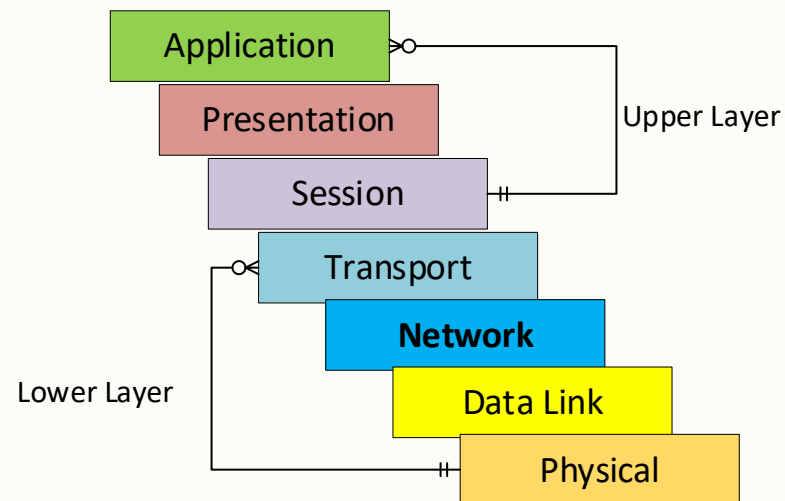 Application
Presentation
Upper Layer
Session
Transport
Network
Lower Layer
Data Link
Physical